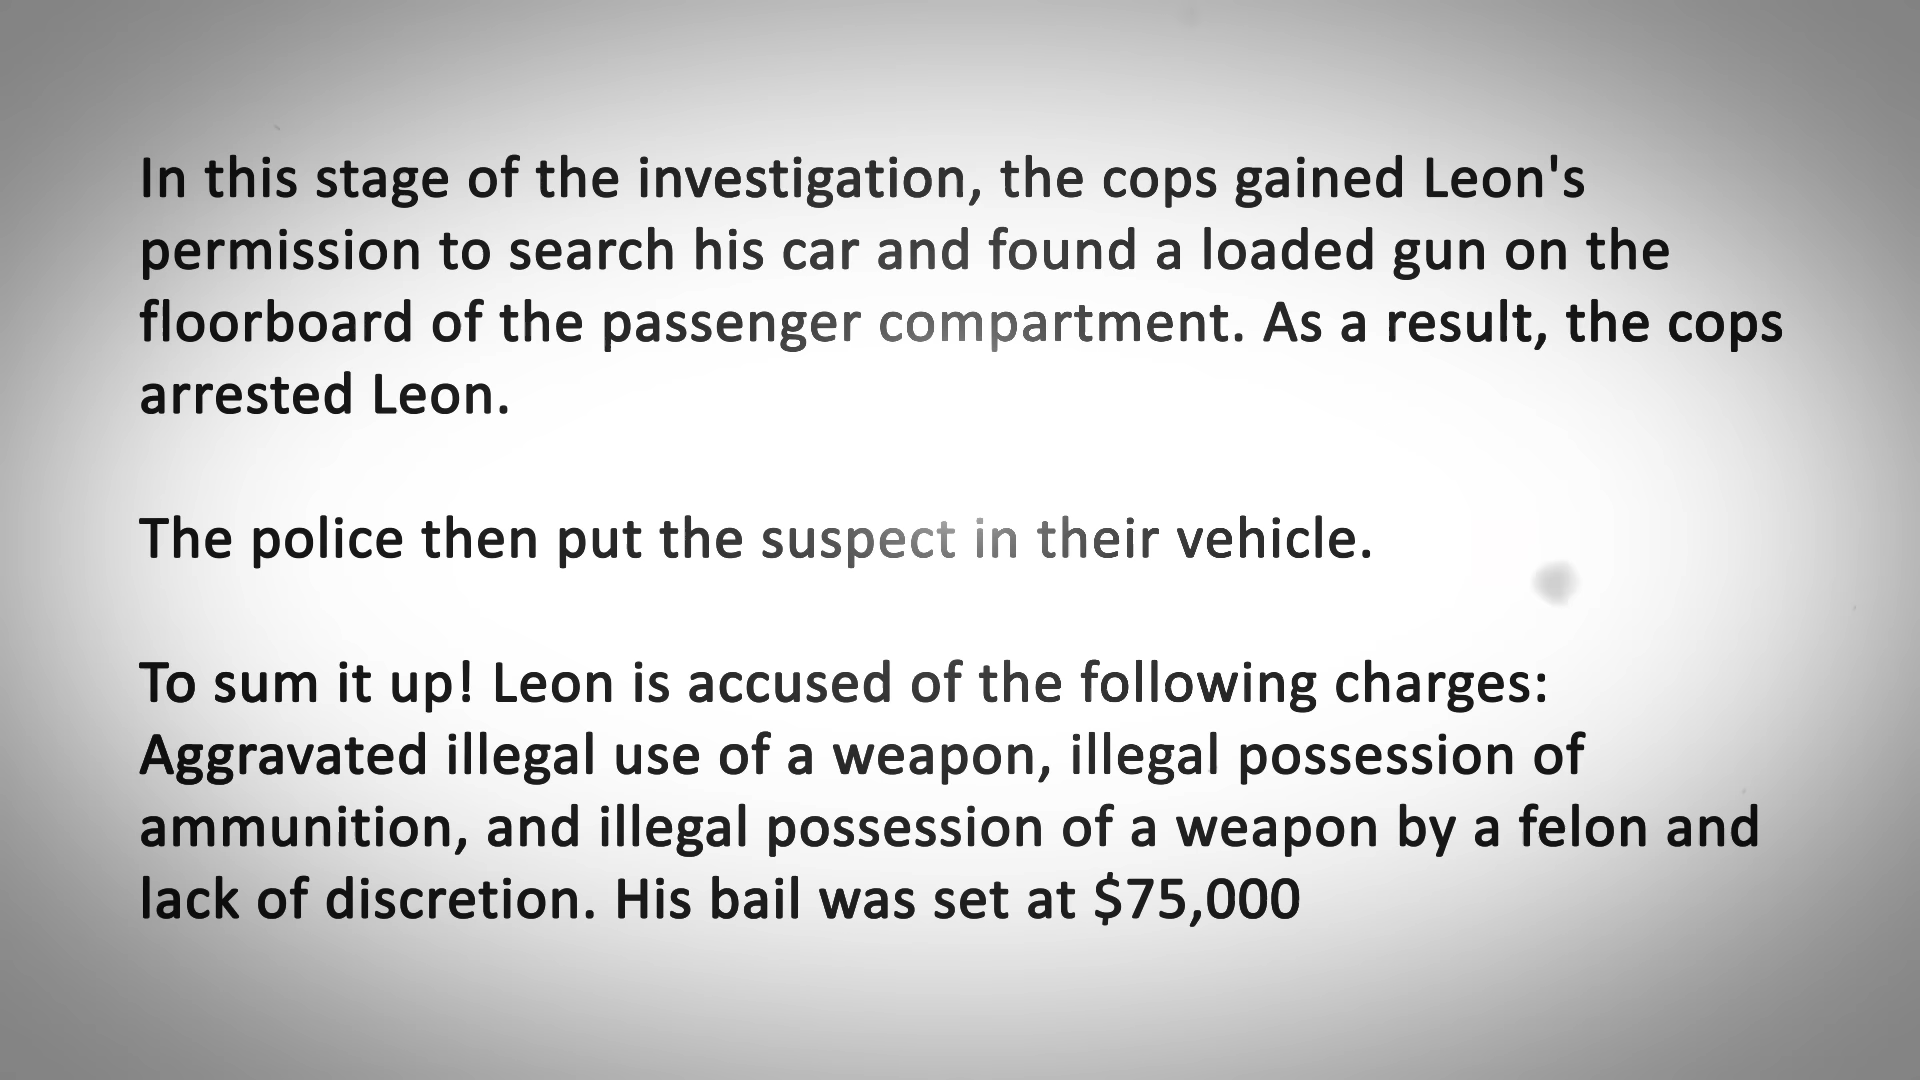 In this stage of the investigation, the cops gained Leon's
permission to search his car and found a loaded gun on the
floorboard of the passenger compartment. As a result, the cops
arrested Leon.
The police then put the suspect in their vehicle.
To sum it up! Leon is accused of the following charges:
Aggravated illegal use of a weapon, illegal possession of
ammunition, and illegal possession of a weapon by a felon and
lack of discretion. His bail was set at $75,000